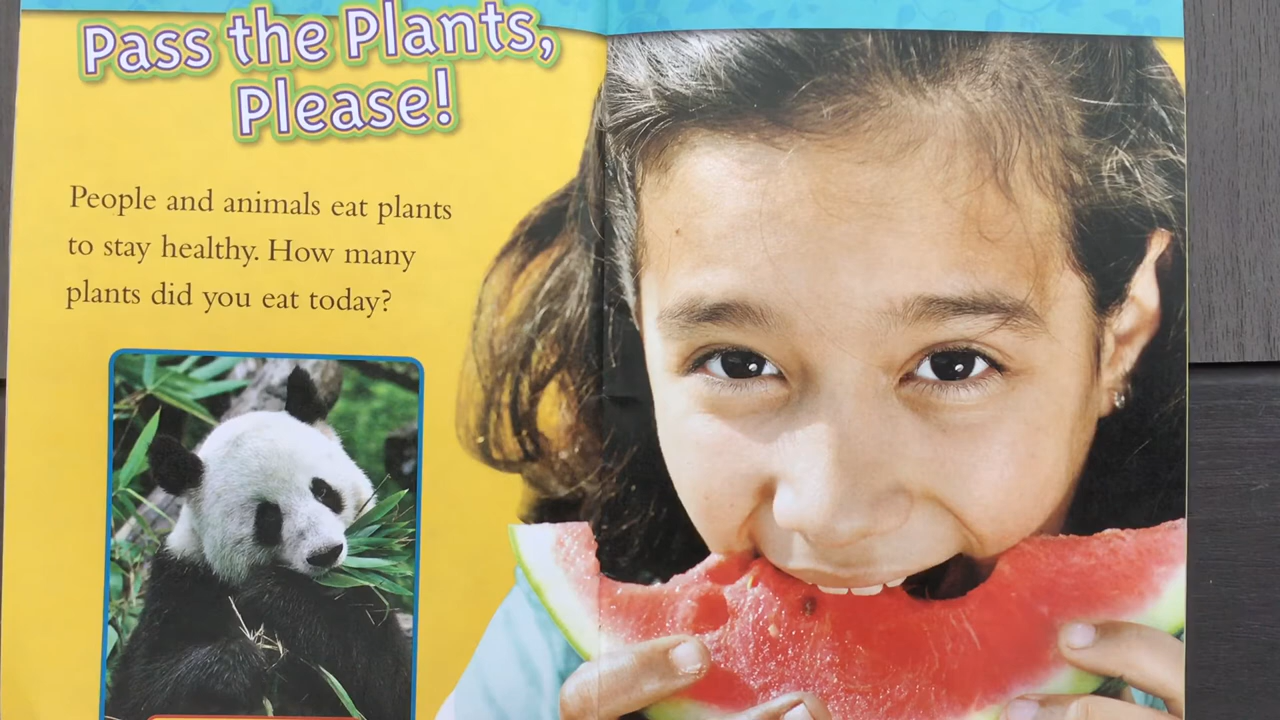 Pass the Plants,
Please!
People and animals eat plants
to stay healthy. How many
plants did you eat today?